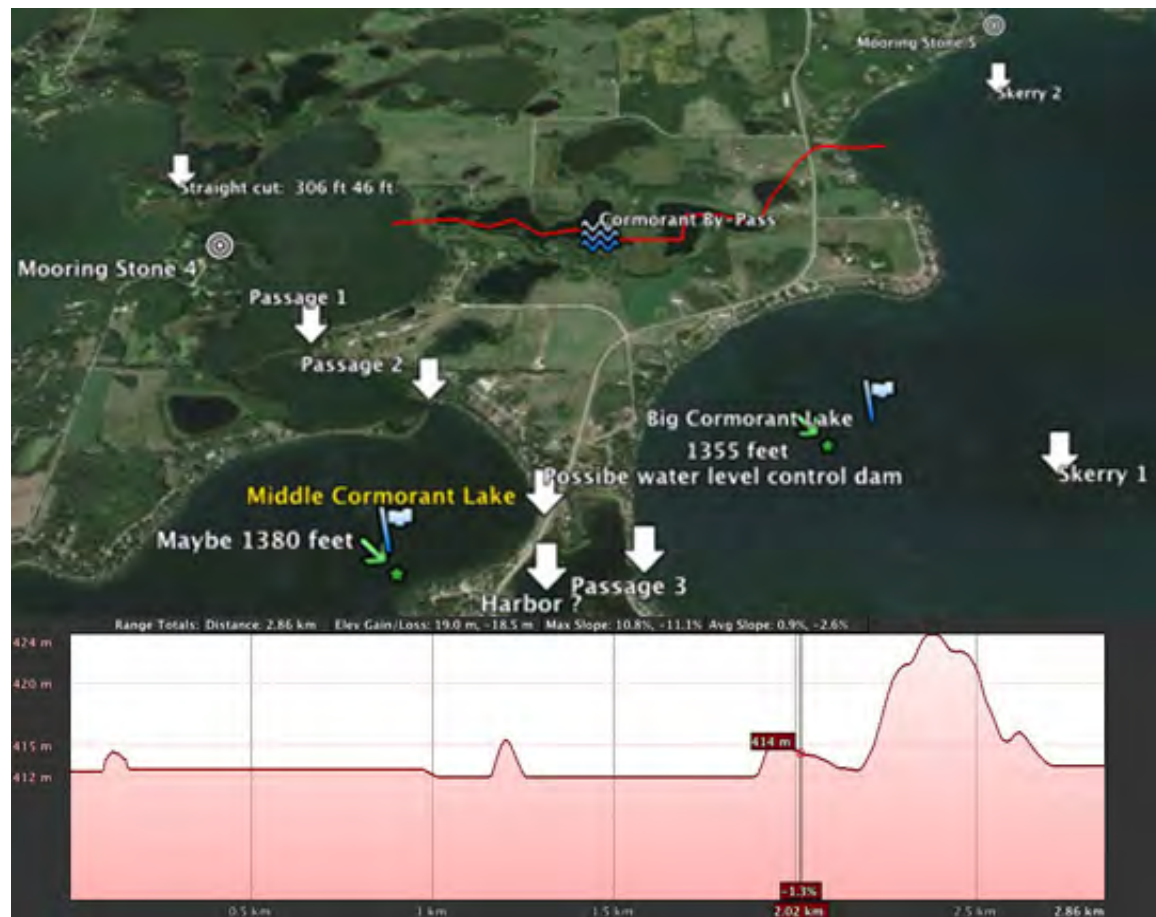 Mooring Stone 5
Skerry 2
Straight cut: 306 ft 46 ft
Cormorant By-Pass
Mooring Stone 4
Passage 1
Passage 2
Big Cormorant Lake
1355 feet
Skerry 1
Possibe water level control dam
Middle Cormorant Lake
Maybe 1380 feet
Passage 3
Harbor ?
Range Totals: Distance: 2.86 km Elev Gain/Loss: 19.0 m, -18.5 m Max Slope: 10.8%, -11.1% Avg Slope: 0.9%, -2.6%
424 m
420 m
415 m
414 m
412 m
-1.3%
0.5 km
1 km
1.5 km
2.02 km
2.5 km
2.86 km